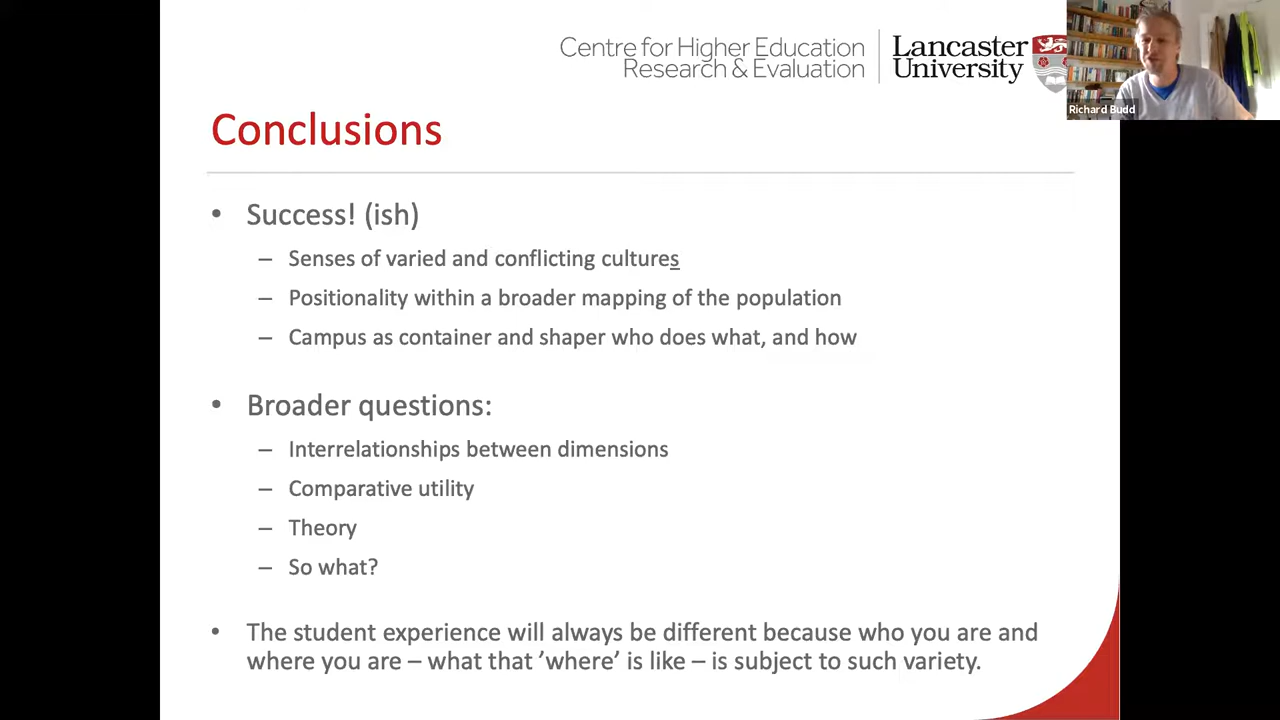 Centre for Higher Education
Research & Evaluation
Lancaster
University
Richard Budd
Conclusions
• Success! (ish)
– Senses of varied and conflicting cultures
– Positionality within a broader mapping of the population
– Campus as container and shaper who does what, and how
• Broader questions:
– Interrelationships between dimensions
– Comparative utility
– Theory
– So what?
• The student experience will always be different because who you are and
where you are – what that ’where’ is like – is subject to such variety.